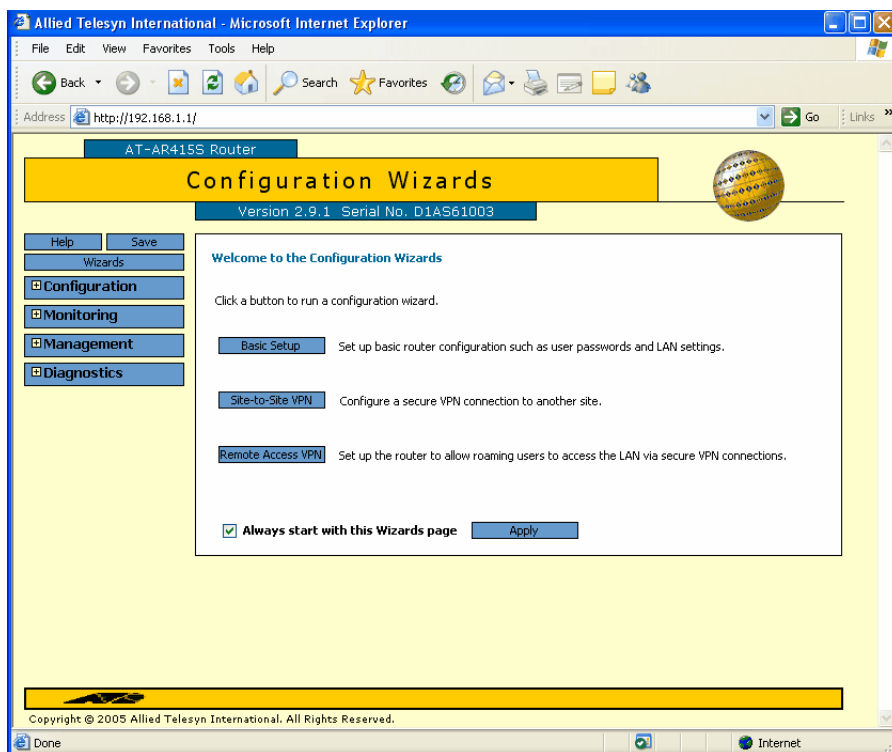 Allied Telesyn International - Microsoft Internet Explorer
File Edit View Favorites Tools Help
Back Search Favorites
Address http://192.168.1.1/ Go Links »
AT-AR415S Router
Configuration Wizards
Version 2.9.1 Serial No. D1AS61003
Help Save
Wizards
Configuration
Monitoring
Management
Diagnostics
Welcome to the Configuration Wizards
Click a button to run a configuration wizard.
Basic Setup Set up basic router configuration such as user passwords and LAN settings.
Site-to-Site VPN Configure a secure VPN connection to another site.
Remote Access VPN Set up the router to allow roaming users to access the LAN via secure VPN connections.
Always start with this Wizards page Apply
Copyright © 2005 Allied Telesyn International. All Rights Reserved.
Done Internet